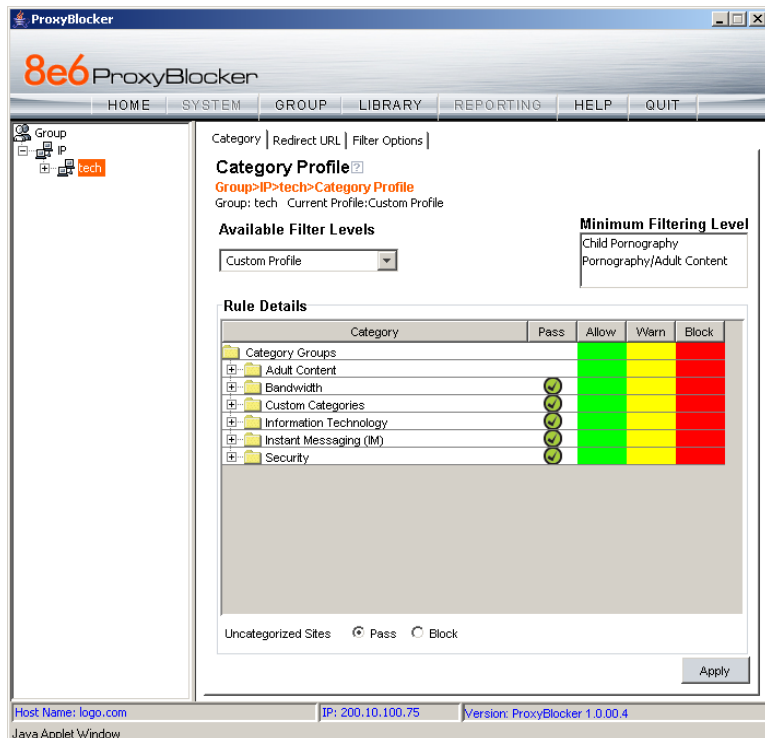 ProxyBlocker
8e6 ProxyBlocker
HOME SYSTEM GROUP LIBRARY REPORTING HELP QUIT
Group
IP
tech
Category Redirect URL Filter Options
Category Profile ?
Group>IP>tech>Category Profile
Group: tech Current Profile:Custom Profile
Available Filter Levels
Custom Profile
Minimum Filtering Level
Child Pornography
Pornography/Adult Content
Rule Details
Category Pass Allow Warn Block
Category Groups
Adult Content
Bandwidth
Custom Categories
Information Technology
Instant Messaging (IM)
Security
Uncategorized Sites Pass Block
Apply
Host Name: logo.com IP: 200.10.100.75 Version: ProxyBlocker 1.0.00.4
Java Applet Window